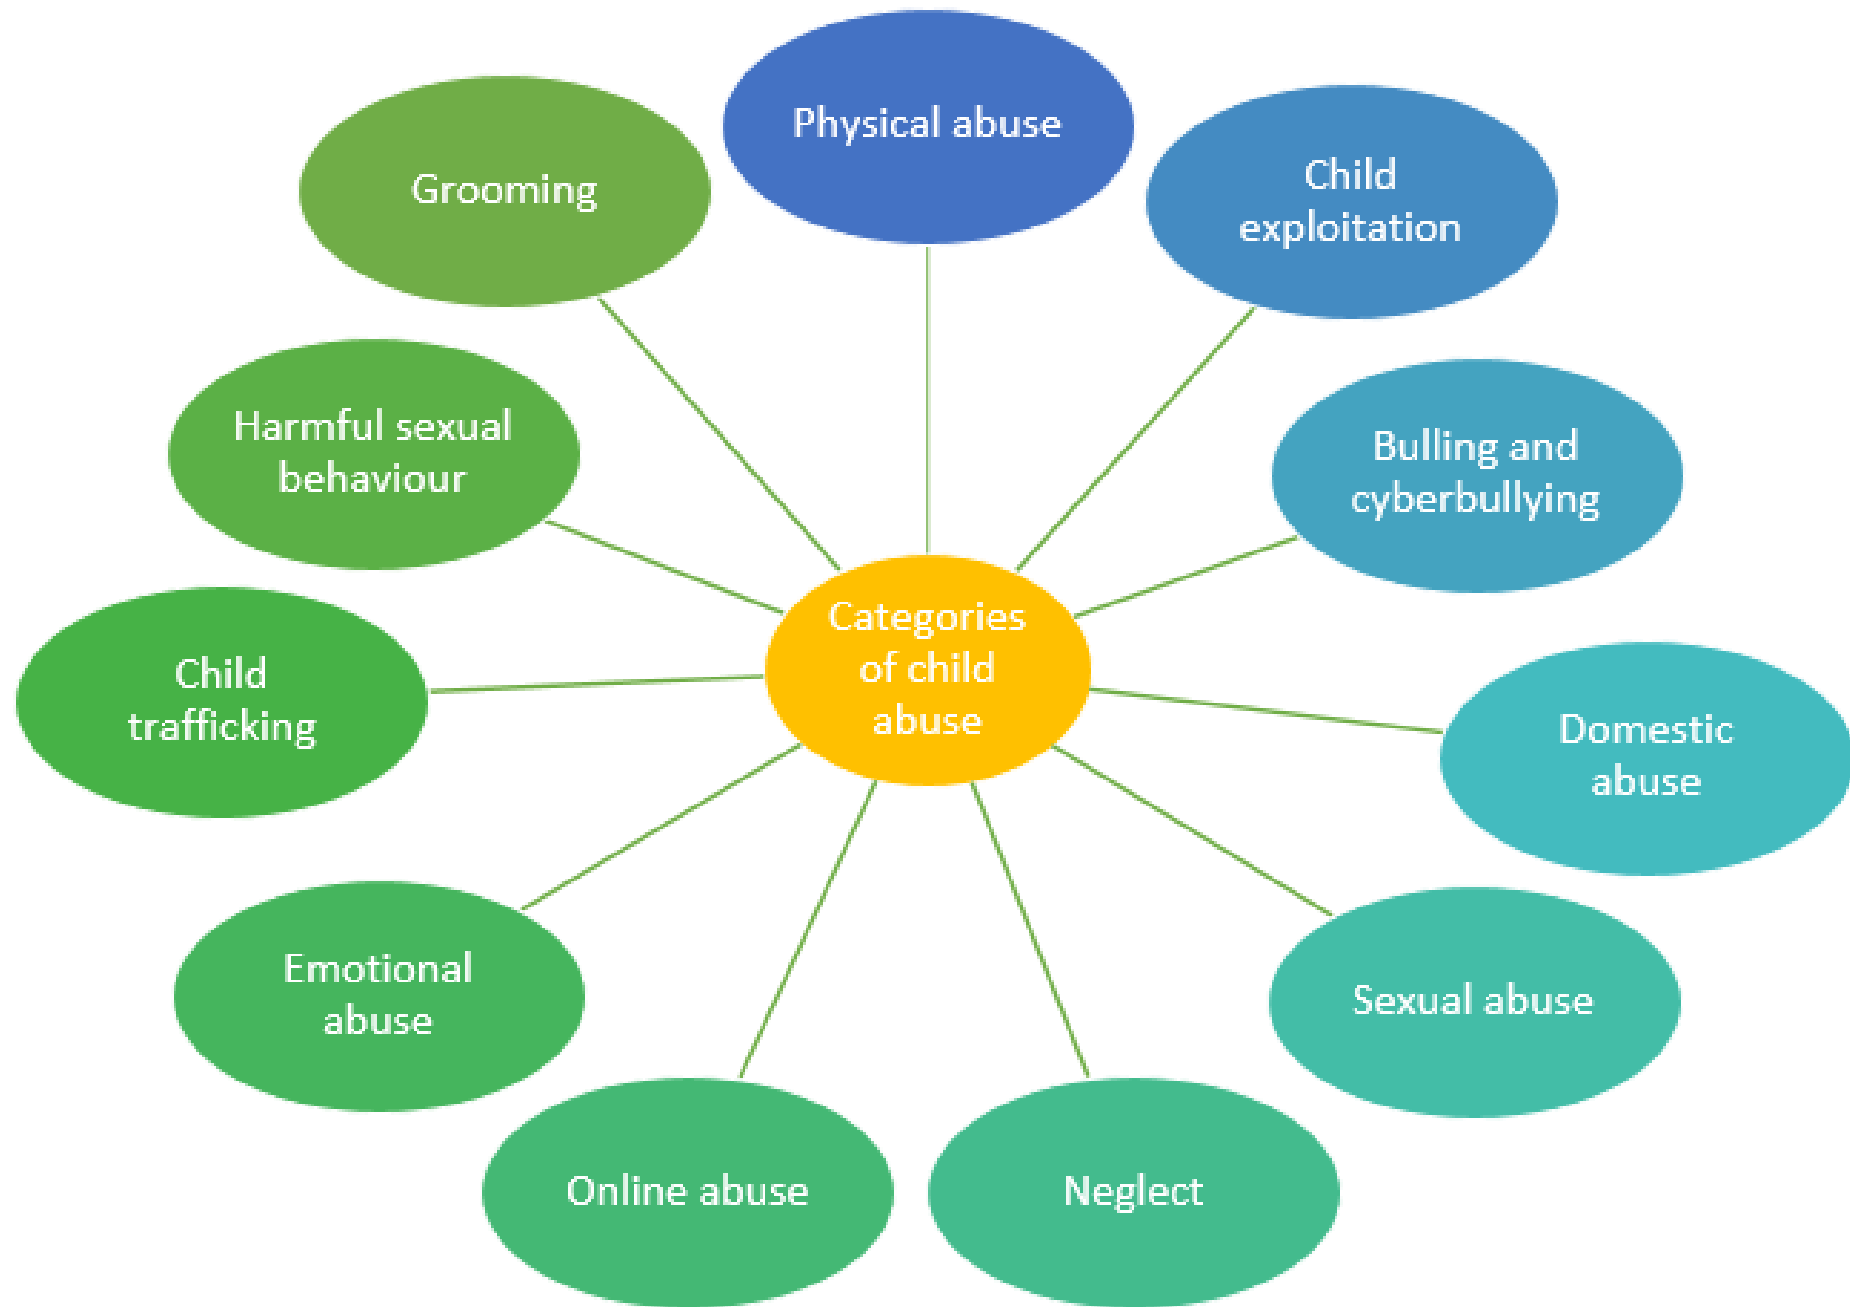 Physical abuse
Child
exploitation
Bulling and
cyberbullying
Domestic
abuse
Sexual abuse
Neglect
Online abuse
Emotional
abuse
Child
trafficking
Harmful sexual
behaviour
Grooming
Categories
of child
abuse